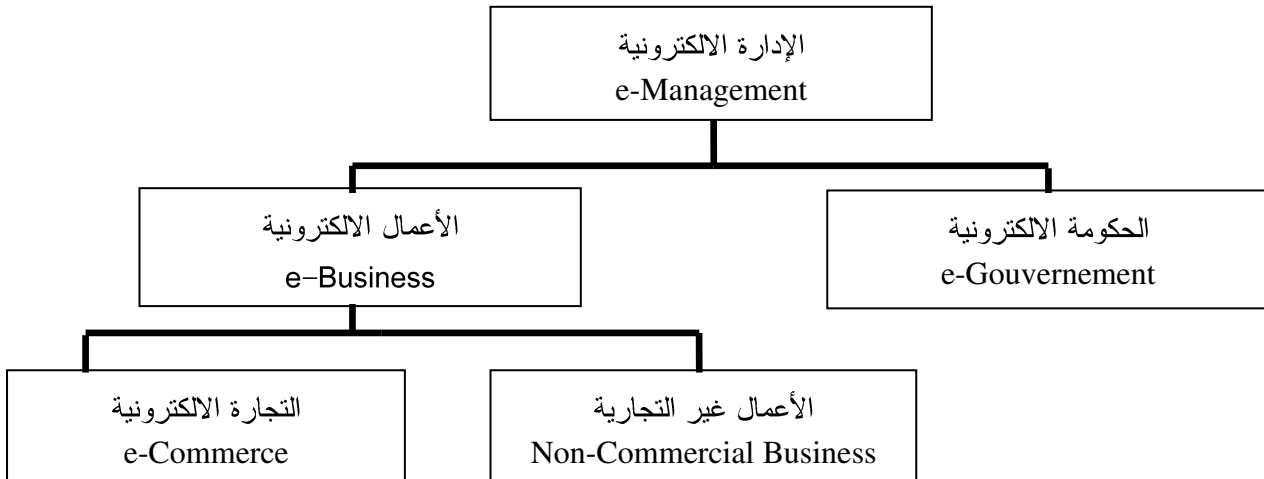 الإدارة الالكترونية
e-Management
الأعمال الالكترونية
e-Business
الحكومة الالكترونية
e-Gouvernement
التجارة الالكترونية
e-Commerce
الأعمال غير التجارية
Non-Commercial Business